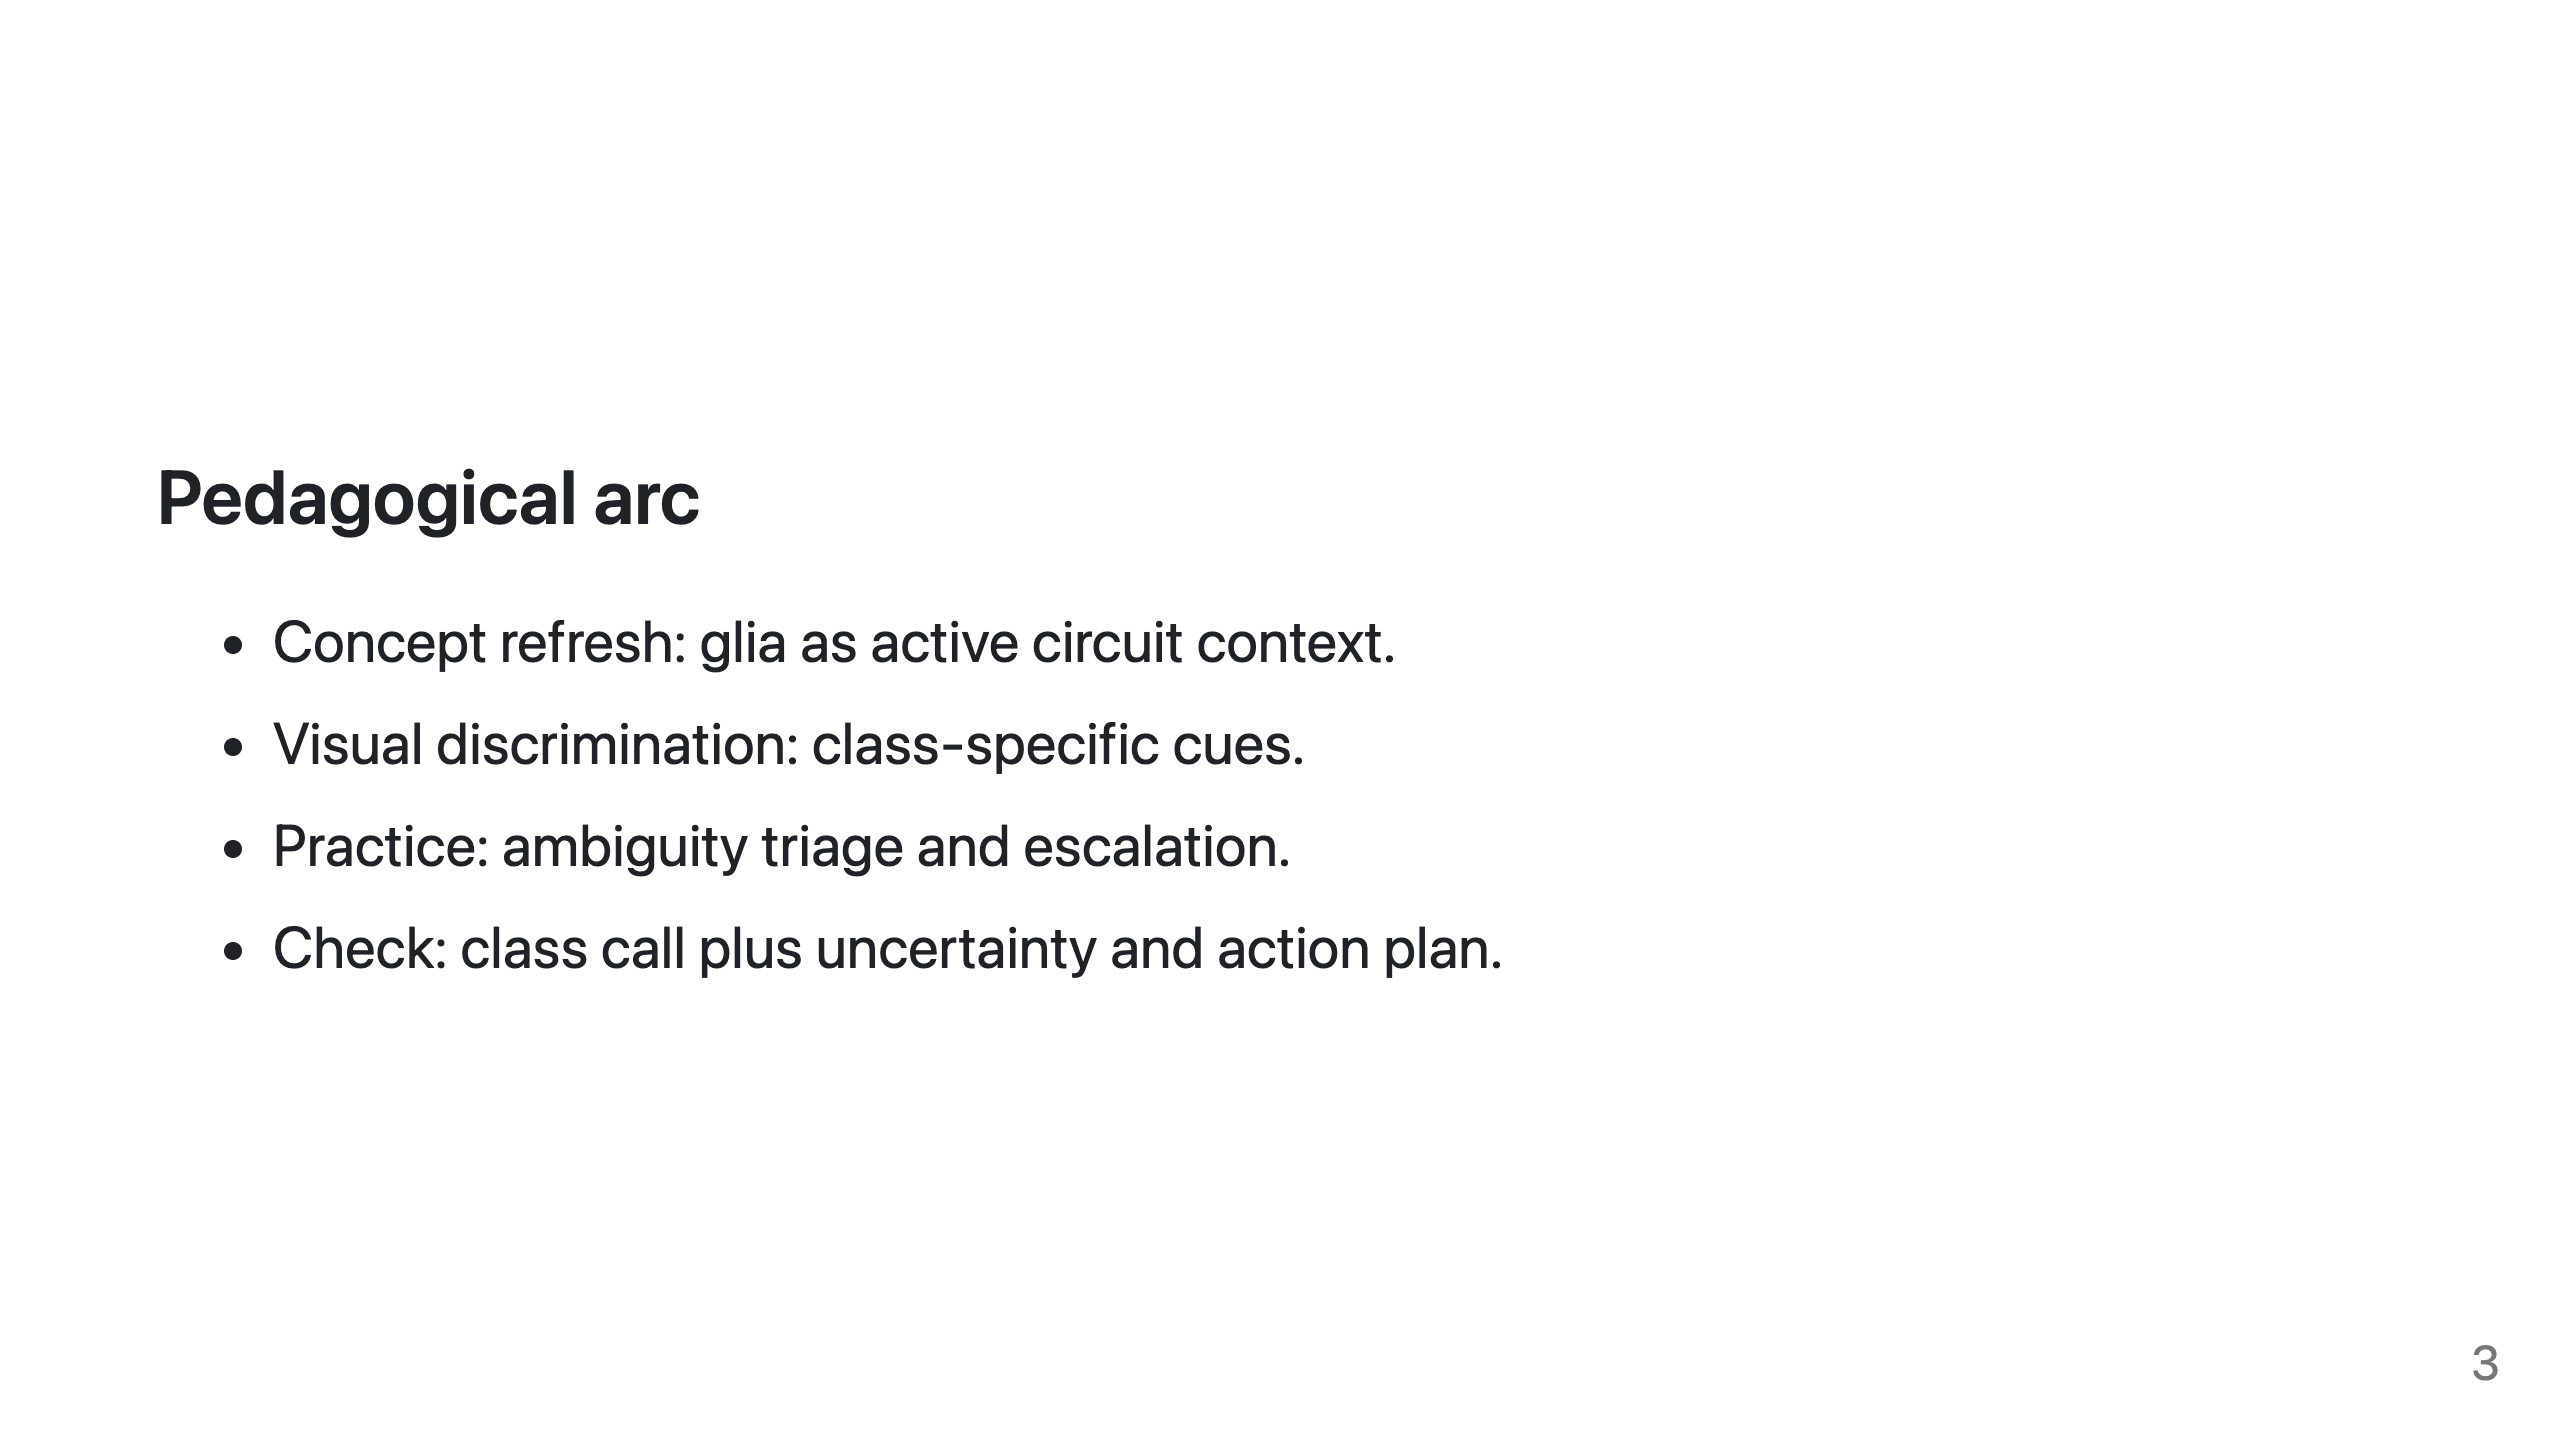 Pedagogical arc
• Concept refresh: glia as active circuit context.
• Visual discrimination: class-specific cues.
• Practice: ambiguity triage and escalation.
• Check: class call plus uncertainty and action plan.
3